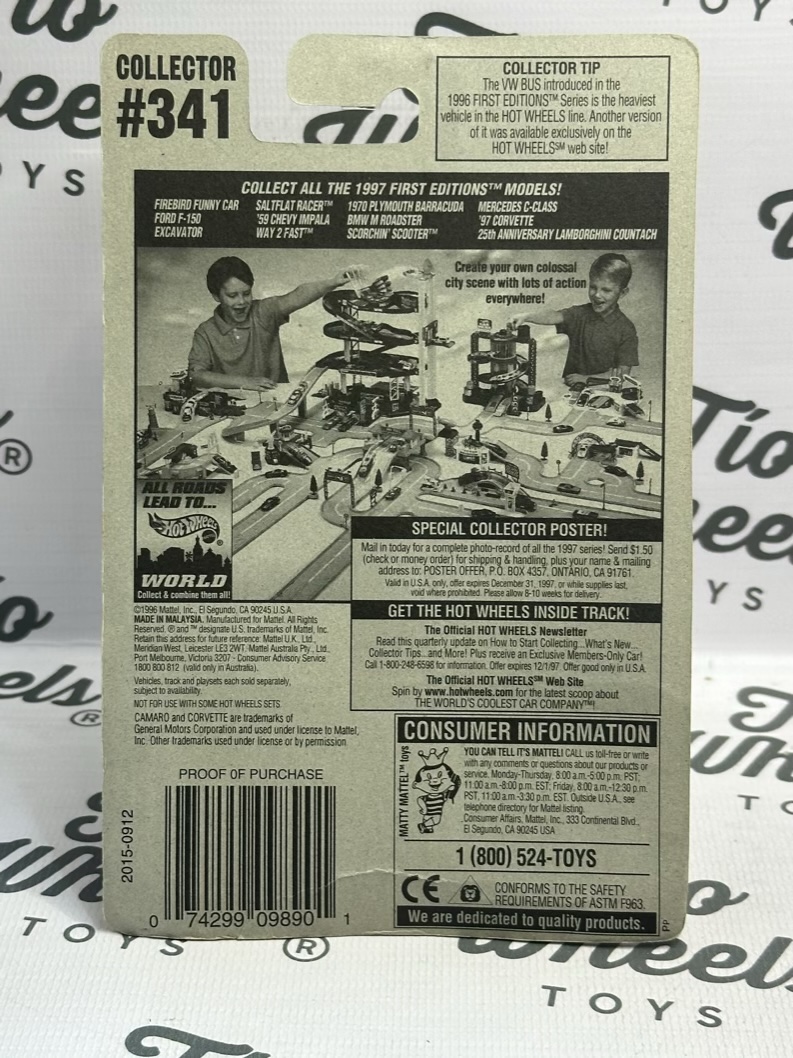 COLLECTOR
#341
COLLECTOR TIP
The VW BUS introduced in the
1996 FIRST EDITIONS™ Series is the heaviest
vehicle in the HOT WHEELS line. Another version
of it was available exclusively on the
HOT WHEELS℠ web site!
COLLECT ALL THE 1997 FIRST EDITIONS™ MODELS!
FIREBIRD FUNNY CAR
FORD F-150
EXCAVATOR
SALTFLAT RACER™
'59 CHEVY IMPALA
WAY 2 FAST™
1970 PLYMOUTH BARRACUDA
BMW M ROADSTER
SCORCHIN' SCOOTER™
MERCEDES C-CLASS
'97 CORVETTE
25th ANNIVERSARY LAMBORGHINI COUNTACH
Create your own colossal
city scene with lots of action
everywhere!
ALL ROADS
LEAD TO...
Hot Wheels®
WORLD
Collect & combine them all!
SPECIAL COLLECTOR POSTER!
Mail in today for a complete photo-record of all the 1997 series! Send $1.50
(check or money order) for shipping & handling, plus your name & mailing
address to: POSTER OFFER, P.O. BOX 4357, ONTARIO, CA 91761.
Valid in U.S.A. only, offer expires December 31, 1997, or while supplies last,
void where prohibited. Please allow 8-10 weeks for delivery.
GET THE HOT WHEELS INSIDE TRACK!
The Official HOT WHEELS Newsletter
Read this quarterly update on How to Start Collecting...What's New...
Collector Tips...and More! Plus receive an Exclusive Members-Only Car!
Call 1-800-248-6598 for information. Offer expires 12/1/97. Offer good only in U.S.A.
The Official HOT WHEELS℠ Web Site
Spin by www.hotwheels.com for the latest scoop about
THE WORLD'S COOLEST CAR COMPANY™!
©1996 Mattel, Inc., El Segundo, CA 90245 U.S.A.
MADE IN MALAYSIA. Manufactured for Mattel. All Rights
Reserved. ® and ™ designate U.S. trademarks of Mattel, Inc.
Retain this address for future reference: Mattel U.K., Ltd.,
Meridian West, Leicester LE3 2WT; Mattel Australia Pty., Ltd.,
Port Melbourne, Victoria 3207 - Consumer Advisory Service
1800 800 812 (valid only in Australia).
Vehicles, track and playsets each sold separately,
subject to availability.
NOT FOR USE WITH SOME HOT WHEELS SETS
CAMARO and CORVETTE are trademarks of
General Motors Corporation and used under license to Mattel,
Inc. Other trademarks used under license or by permission.
CONSUMER INFORMATION
MATTY MATTEL™ toys
YOU CAN TELL IT'S MATTEL! CALL us toll-free or write
with any comments or questions about our products or
service. Monday-Thursday, 8:00 a.m.-5:00 p.m. PST;
11:00 a.m.-8:00 p.m. EST; Friday, 8:00 a.m.-12:30 p.m.
PST, 11:00 a.m.-3:30 p.m. EST. Outside U.S.A., see
telephone directory for Mattel listing.
Consumer Affairs, Mattel, Inc., 333 Continental Blvd.,
El Segundo, CA 90245 USA
1 (800) 524-TOYS
CE
CONFORMS TO THE SAFETY
REQUIREMENTS OF ASTM F963.
We are dedicated to quality products.
PP
PROOF OF PURCHASE
2015-0912
0 74299 09890 1
Tío
Wheels®
TOYS